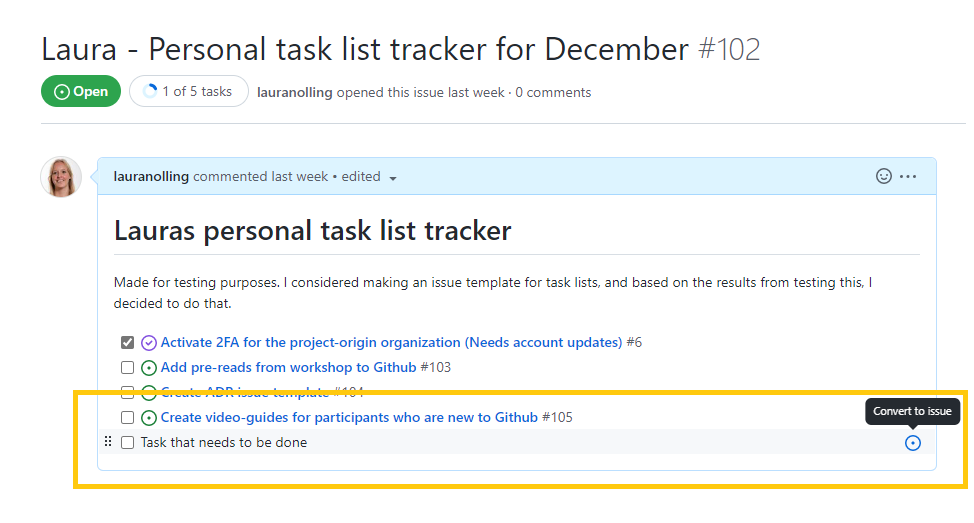 Laura - Personal task list tracker for December #102
Open 1 of 5 tasks lauranolling opened this issue last week · 0 comments
lauranolling commented last week • edited
Lauras personal task list tracker
Made for testing purposes. I considered making an issue template for task lists, and based on the results from testing this, I
decided to do that.
Activate 2FA for the project-origin organization (Needs account updates) #6
Add pre-reads from workshop to Github #103
Create ADR issue template #104
Create video-guides for participants who are new to Github #105
Convert to issue
Task that needs to be done